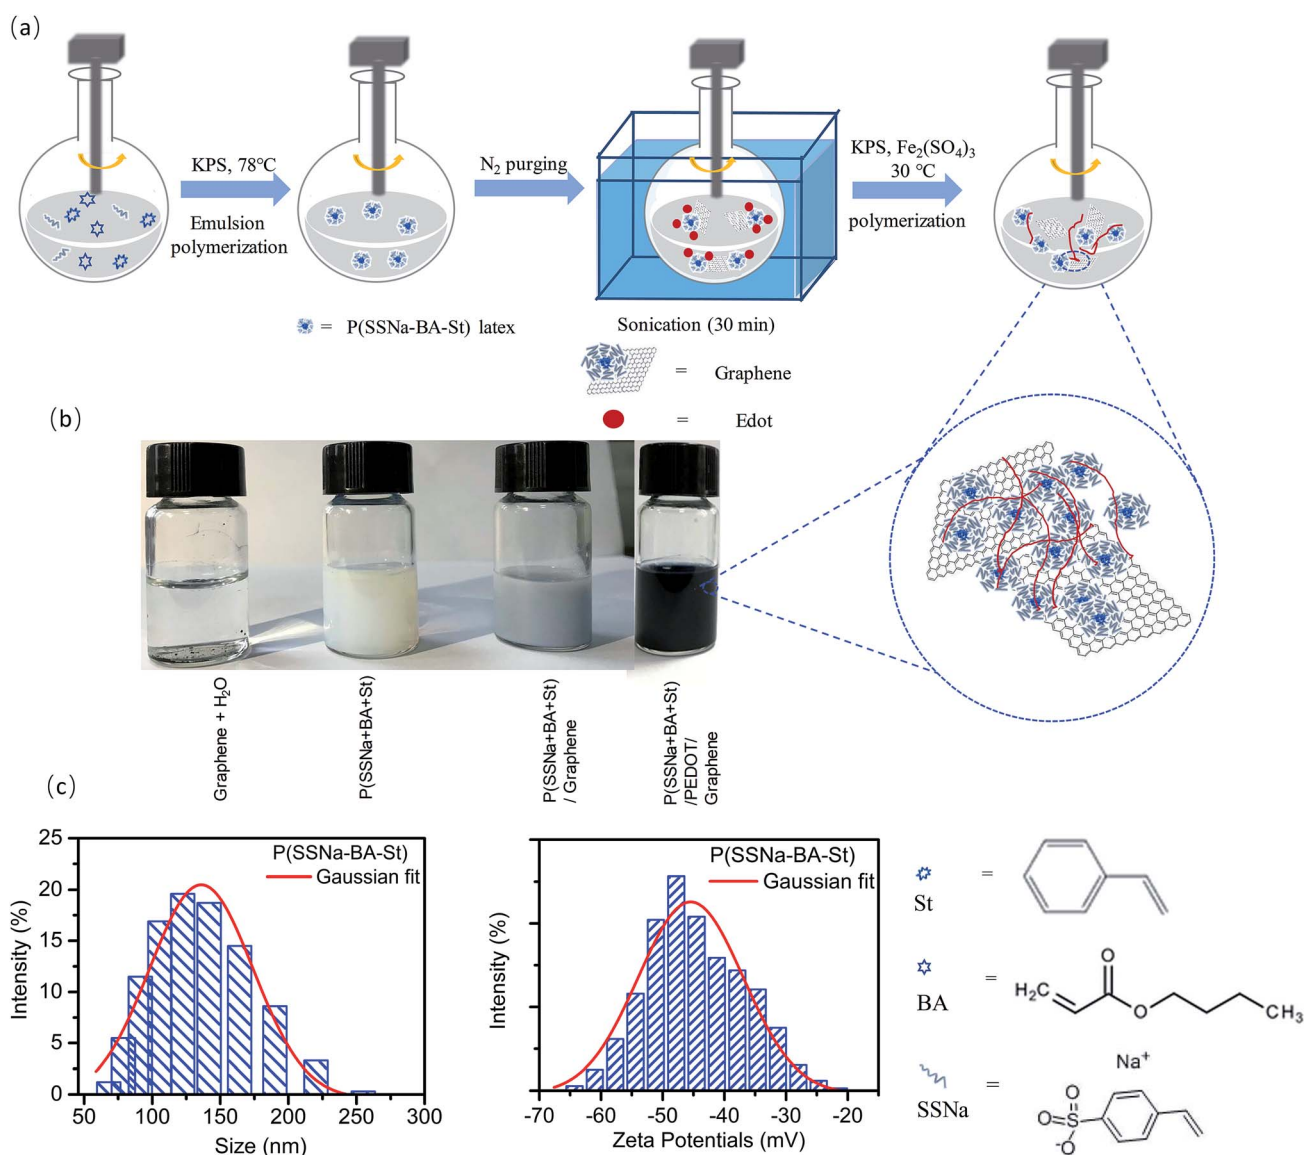 (a)
KPS, 78℃
Emulsion
polymerization
N₂ purging
KPS, Fe₂(SO₄)₃
30 ℃
polymerization
= P(SSNa-BA-St) latex
Sonication (30 min)
= Graphene
= Edot
(b)
Graphene + H₂O
P(SSNa+BA+St)
P(SSNa+BA+St)
/ Graphene
P(SSNa+BA+St)
/PEDOT/
Graphene
(c)
P(SSNa-BA-St)
Gaussian fit
Intensity (%)
25
20
15
10
5
0
50 100 150 200 250 300
Size (nm)
P(SSNa-BA-St)
Gaussian fit
Intensity (%)
-70 -60 -50 -40 -30 -20
Zeta Potentials (mV)
St =
BA =
H₂C
O
O
CH₃
SSNa =
Na⁺
O
O
S
⁻O